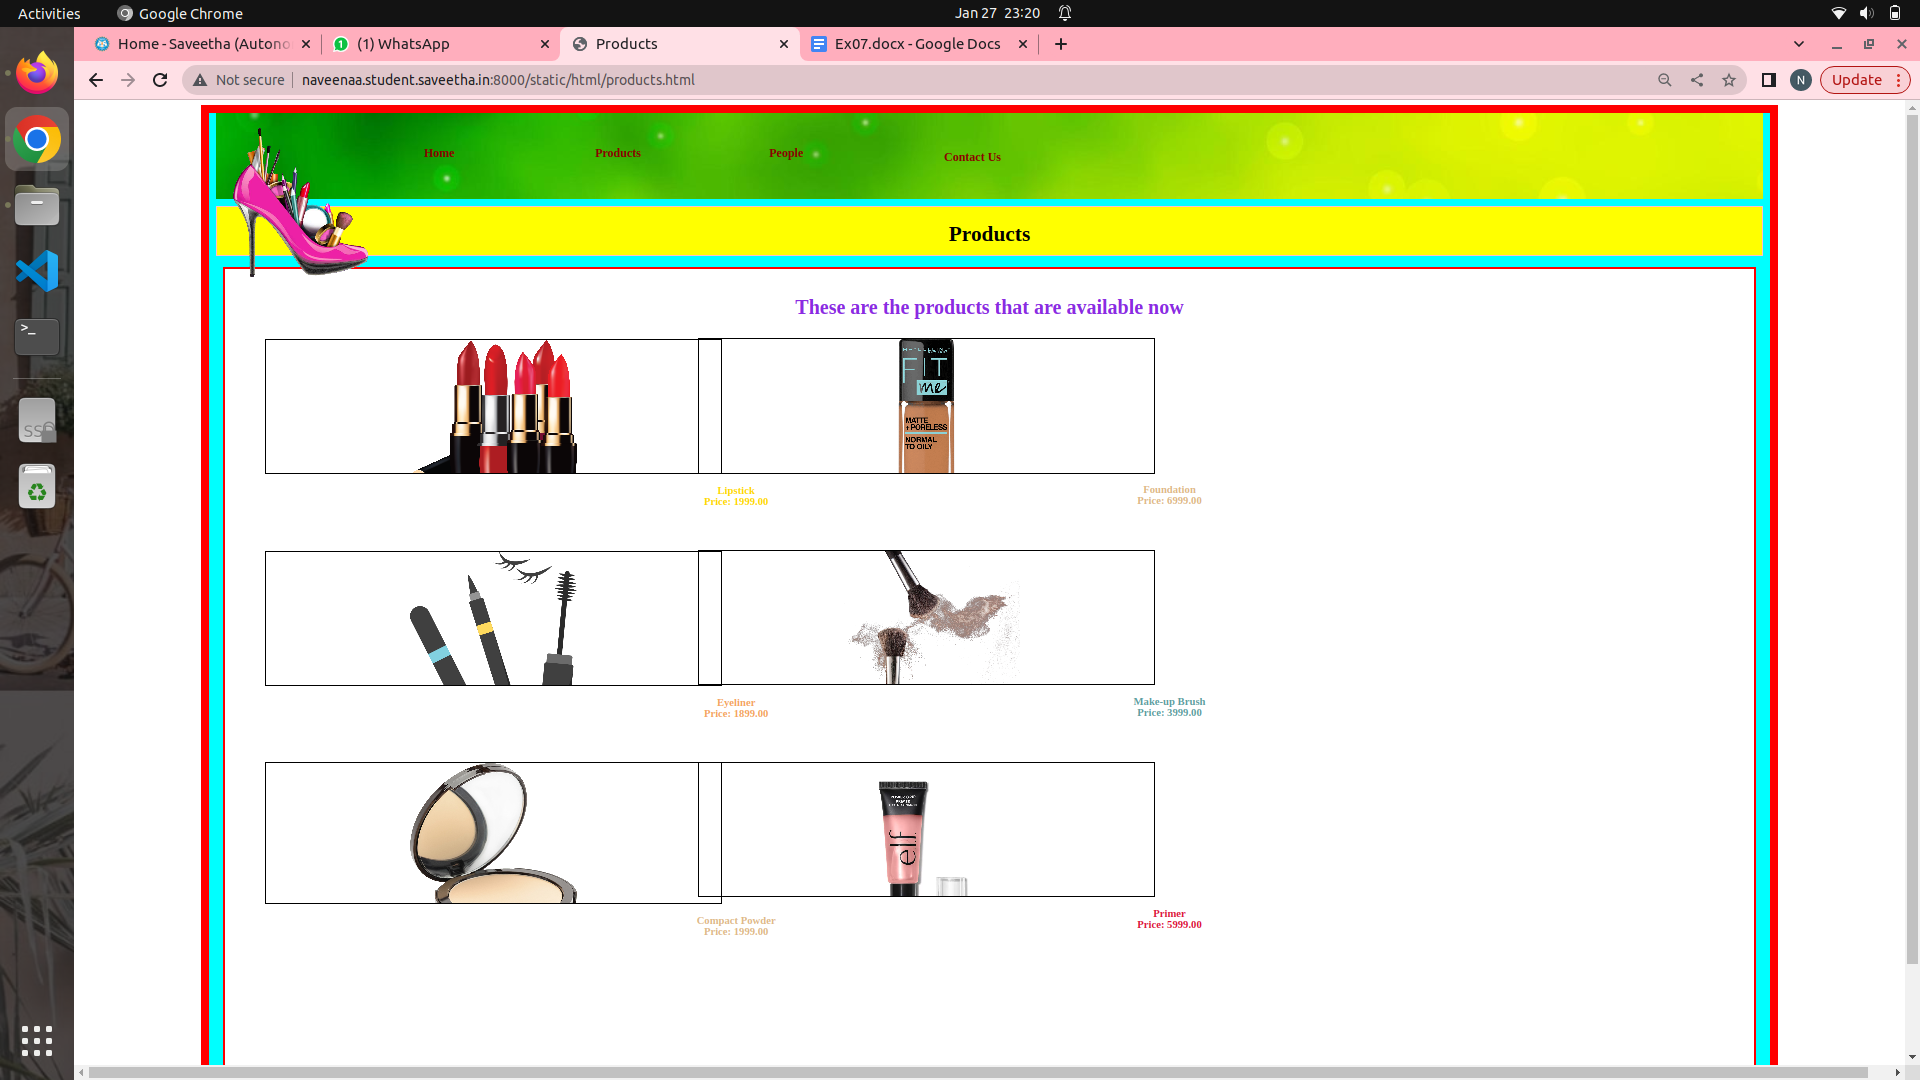 Activities
Google Chrome
Jan 27 23:20
Home - Saveetha (Autono
(1) WhatsApp
Products
Ex07.docx - Google Docs
Not secure
naveenaa.student.saveetha.in:8000/static/html/products.html
N
Update
Home
Products
People
Contact Us
Products
These are the products that are available now
FIT
me
MATTE
+ PORELESS
NORMAL
TO OILY
Lipstick
Price: 1999.00
Foundation
Price: 6999.00
Eyeliner
Price: 1899.00
Make-up Brush
Price: 3999.00
elf
Compact Powder
Price: 1999.00
Primer
Price: 5999.00